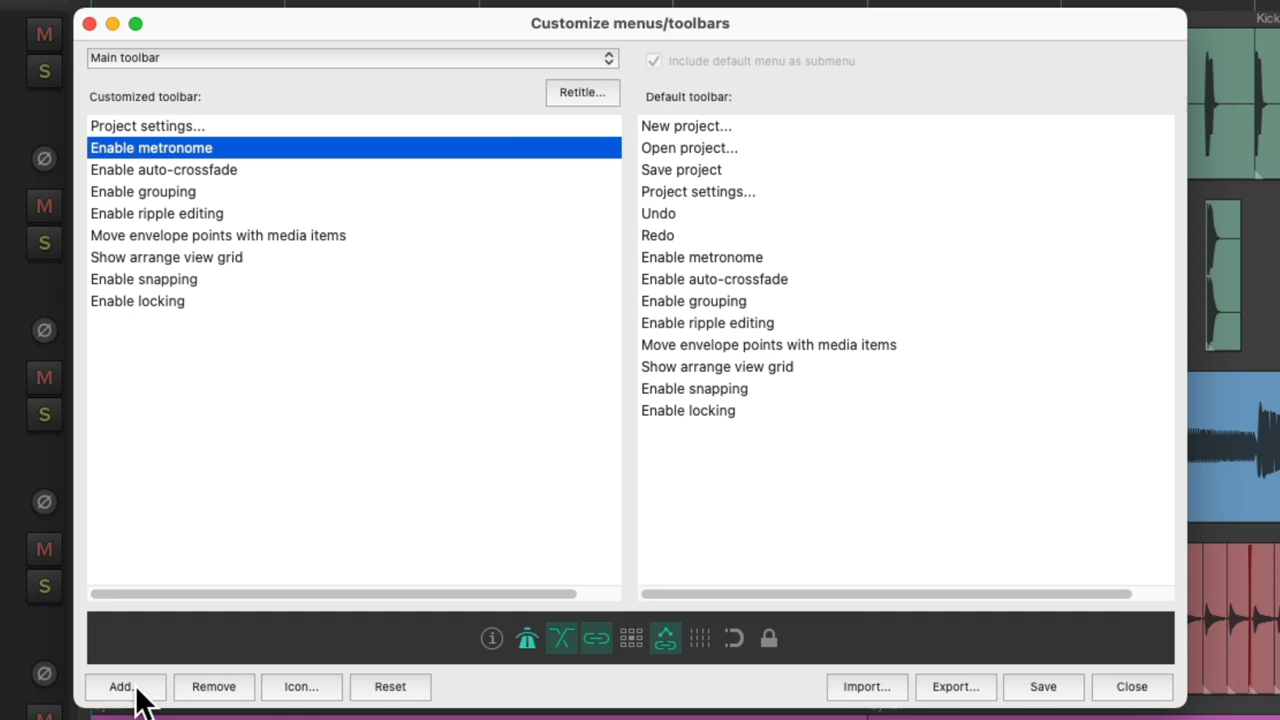 Customize menus/toolbars
Kick
M
S
Main toolbar
Include default menu as submenu
Customized toolbar:
Retitle...
Default toolbar:
Project settings...
Enable metronome
Enable auto-crossfade
Enable grouping
Enable ripple editing
Move envelope points with media items
Show arrange view grid
Enable snapping
Enable locking
New project...
Open project...
Save project
Project settings...
Undo
Redo
Enable metronome
Enable auto-crossfade
Enable grouping
Enable ripple editing
Move envelope points with media items
Show arrange view grid
Enable snapping
Enable locking
M
S
M
S
M
S
M
Add...
Remove
Icon...
Reset
Import...
Export...
Save
Close